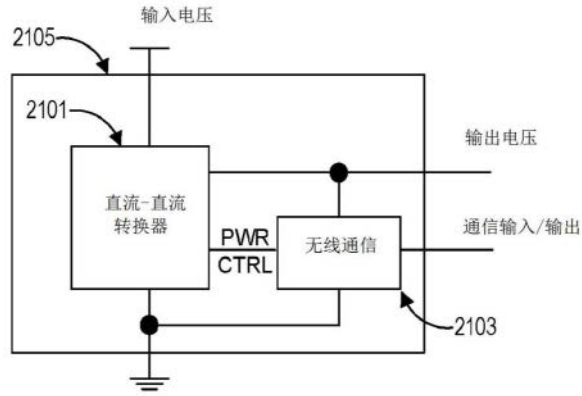 输入电压
2105
2101
输出电压
直流-直流
转换器
PWR
CTRL
无线通信
通信输入/输出
2103